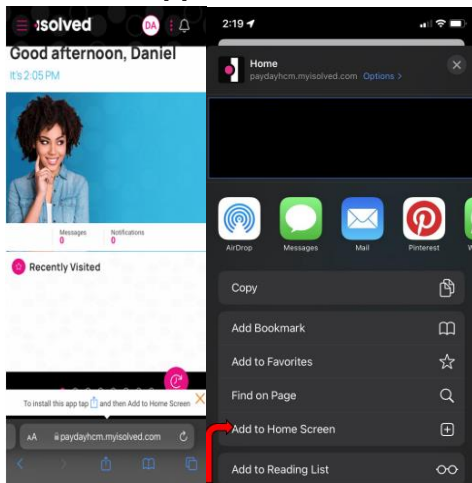 isolved
DA
Good afternoon, Daniel
It's 2:05 PM
Messages
0
Notifications
0
Recently Visited
To install this app tap and then Add to Home Screen
AA
paydayhcm.myisolved.com
2:19
Home
paydayhcm.myisolved.com Options >
AirDrop
Messages
Mail
Pinterest
Copy
Add Bookmark
Add to Favorites
Find on Page
Add to Home Screen
Add to Reading List